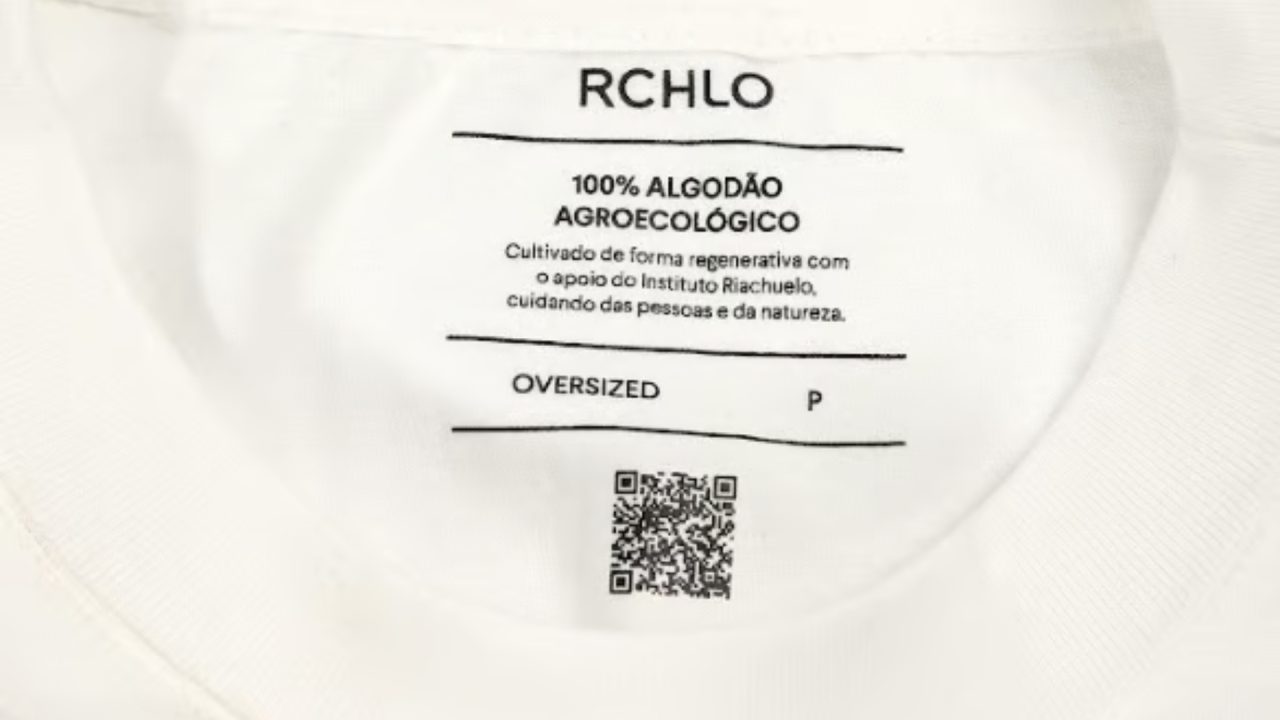 RCHLO
100% ALGODÃO
AGROECOLÓGICO
Cultivado de forma regenerativa com
o apoio do Instituto Riachuelo,
cuidando das pessoas e da natureza.
OVERSIZED P